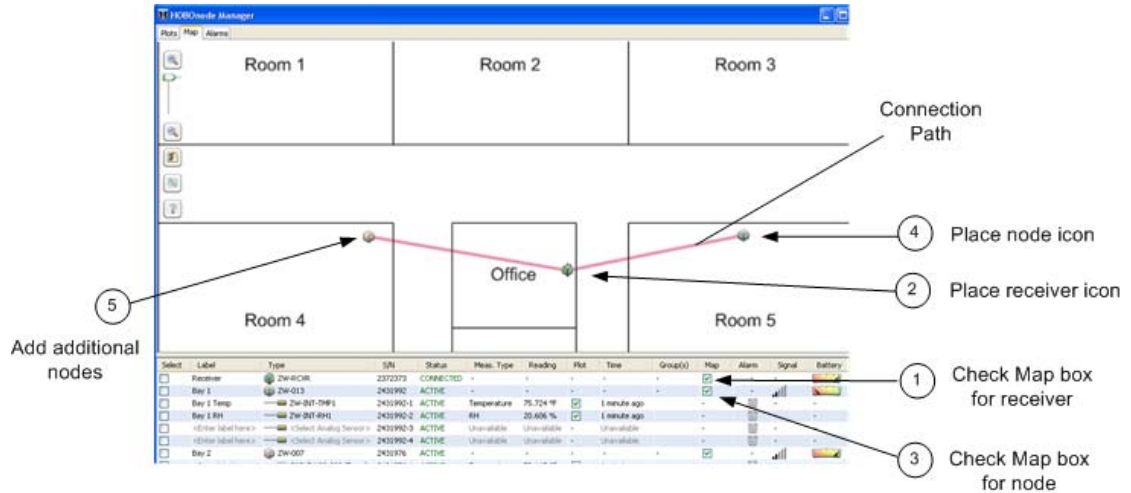 HOBOnode Manager
Plots Map Alarms
Room 1
Room 2
Room 3
Connection
Path
4 Place node icon
Office
2 Place receiver icon
5
Room 4
Room 5
Add additional
nodes
Select Label Type S/N Status Meas. Type Reading Plot Time Group(s) Map Alarm Signal Battery
Receiver ZW-RCVR 2372373 CONNECTED - - - - - - -
1 Check Map box
for receiver
Bay 1 ZW-013 2431992 ACTIVE - - - - - -
Bay 1 Temp ZW-INT-TMP1 2431992-1 ACTIVE Temperature 75.724 °F 1 minute ago - - -
Bay 1 RH ZW-INT-RH1 2431992-2 ACTIVE RH 20.606 % 1 minute ago - - -
<Enter label here> <Select Analog Sensor> 2431992-3 ACTIVE Unavailable Unavailable - - - -
<Enter label here> <Select Analog Sensor> 2431992-4 ACTIVE Unavailable Unavailable - - - -
Bay 2 ZW-007 2431976 ACTIVE - - - - - -
3 Check Map box
for node